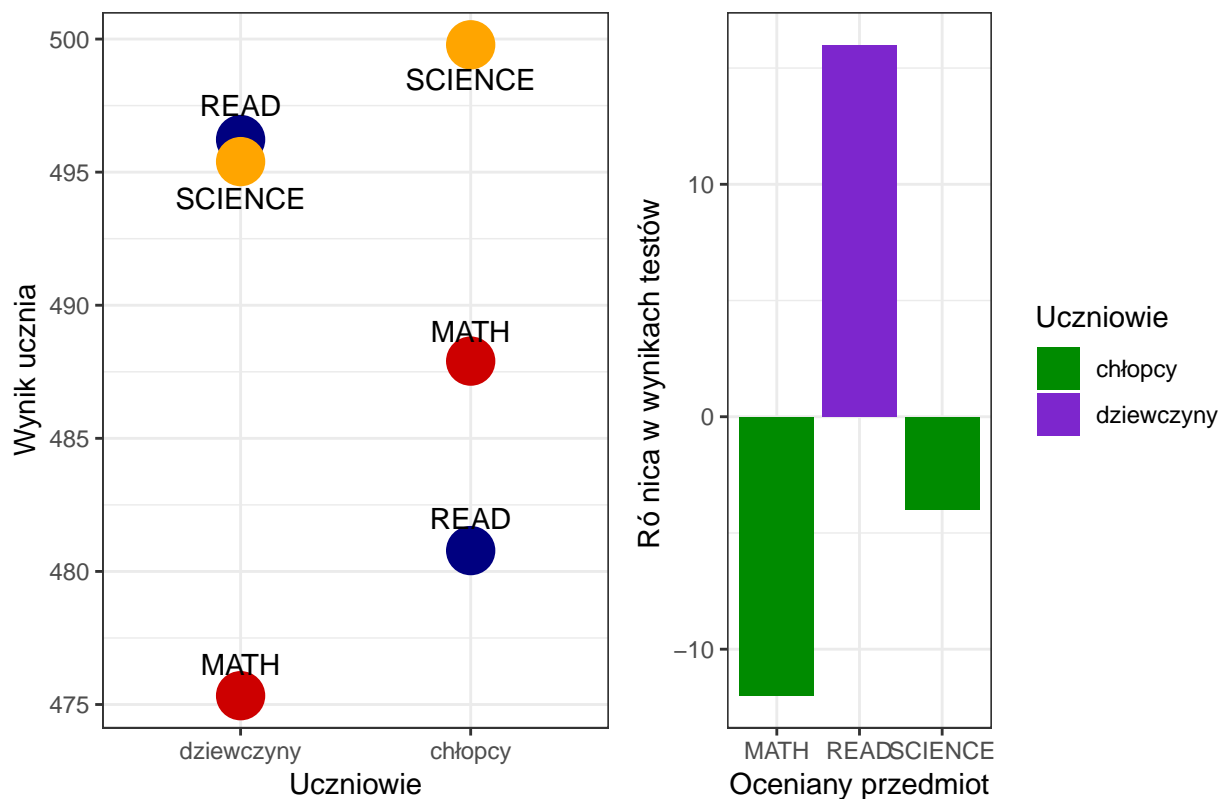 Wynik ucznia
500
495
490
485
480
475
READ
SCIENCE
MATH
SCIENCE
MATH
READ
dziewczyny
chłopcy
Uczniowie
Ró nica w wynikach testów
10
0
−10
MATH
READ
SCIENCE
Oceniany przedmiot
Uczniowie
chłopcy
dziewczyny